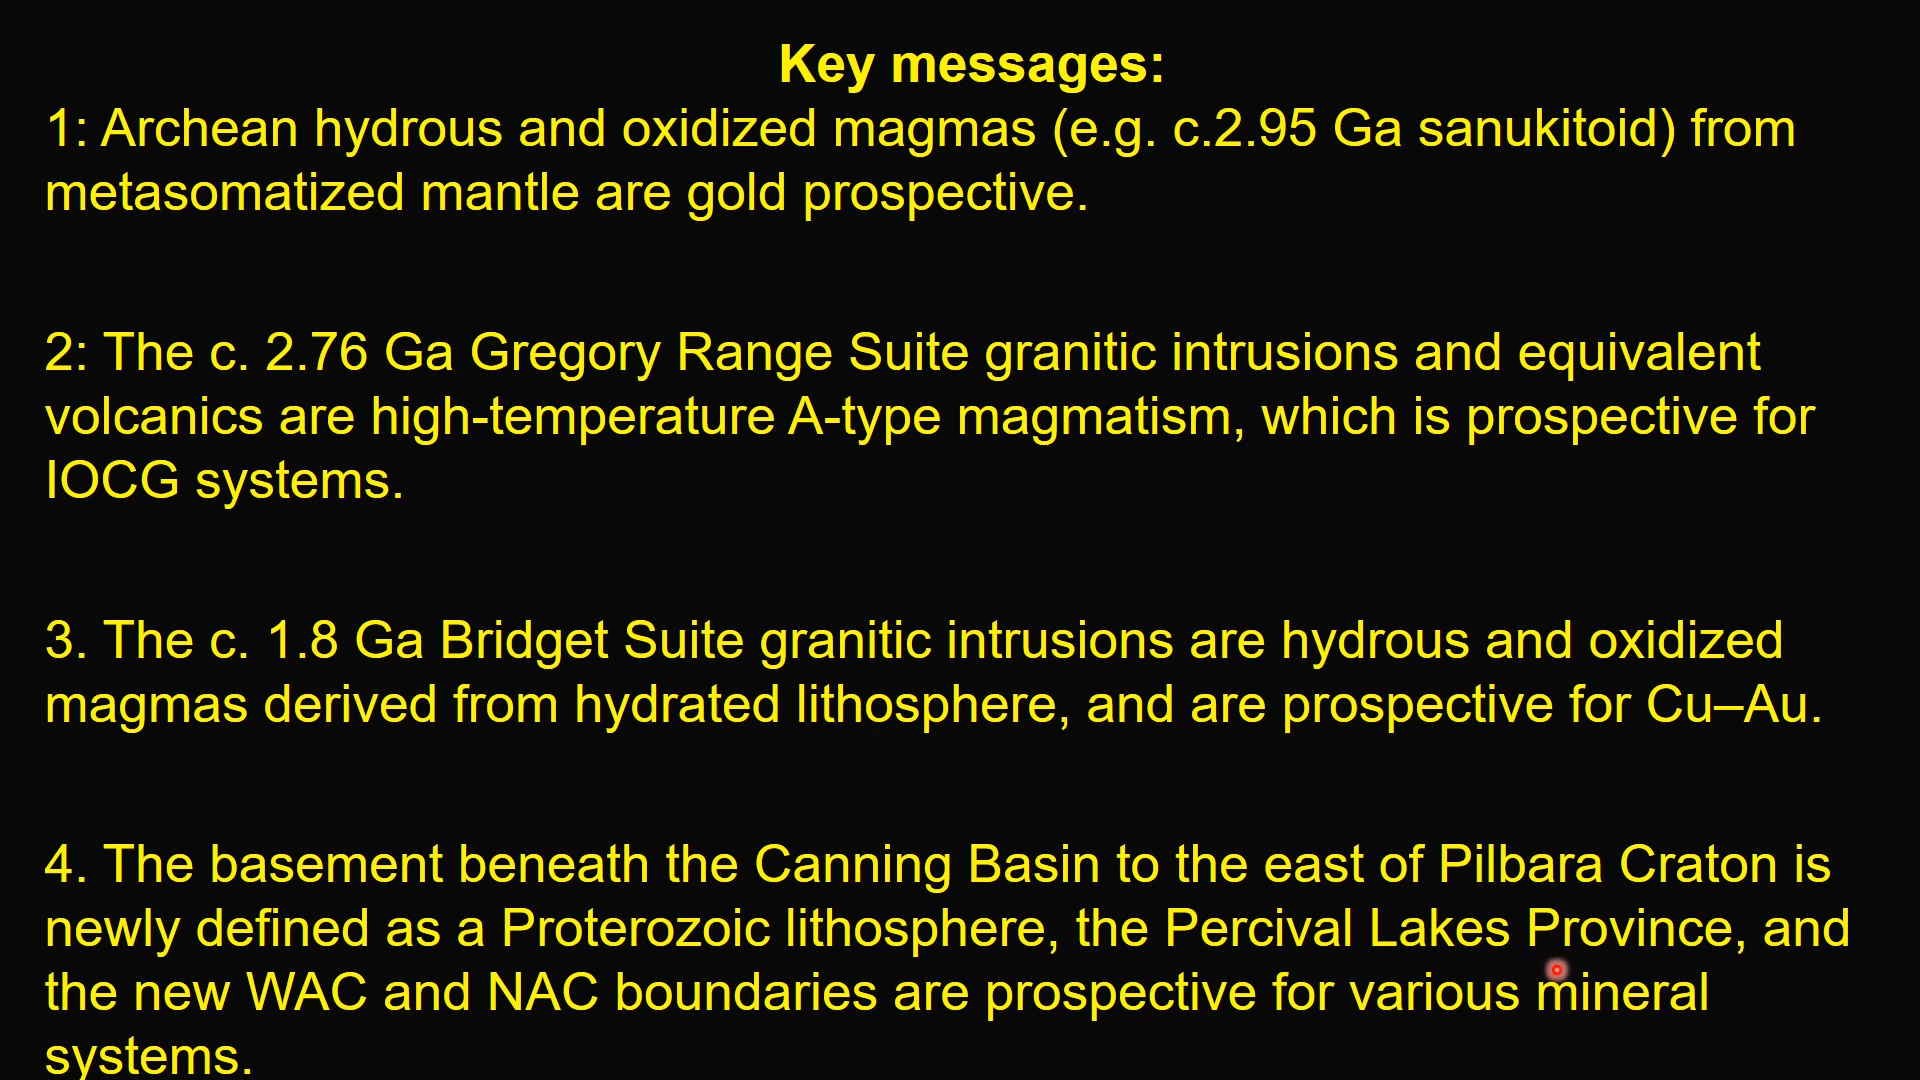 Key messages:
1: Archean hydrous and oxidized magmas (e.g. c.2.95 Ga sanukitoid) from
metasomatized mantle are gold prospective.
2: The c. 2.76 Ga Gregory Range Suite granitic intrusions and equivalent
volcanics are high-temperature A-type magmatism, which is prospective for
IOCG systems.
3. The c. 1.8 Ga Bridget Suite granitic intrusions are hydrous and oxidized
magmas derived from hydrated lithosphere, and are prospective for Cu–Au.
4. The basement beneath the Canning Basin to the east of Pilbara Craton is
newly defined as a Proterozoic lithosphere, the Percival Lakes Province, and
the new WAC and NAC boundaries are prospective for various mineral
systems.